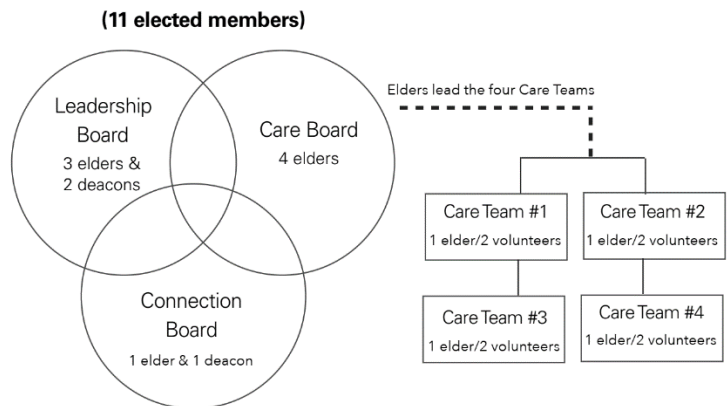 (11 elected members)
Leadership
Board
3 elders &
2 deacons
Care Board
4 elders
Connection
Board
1 elder & 1 deacon
Elders lead the four Care Teams
Care Team #1
1 elder/2 volunteers
Care Team #2
1 elder/2 volunteers
Care Team #3
1 elder/2 volunteers
Care Team #4
1 elder/2 volunteers